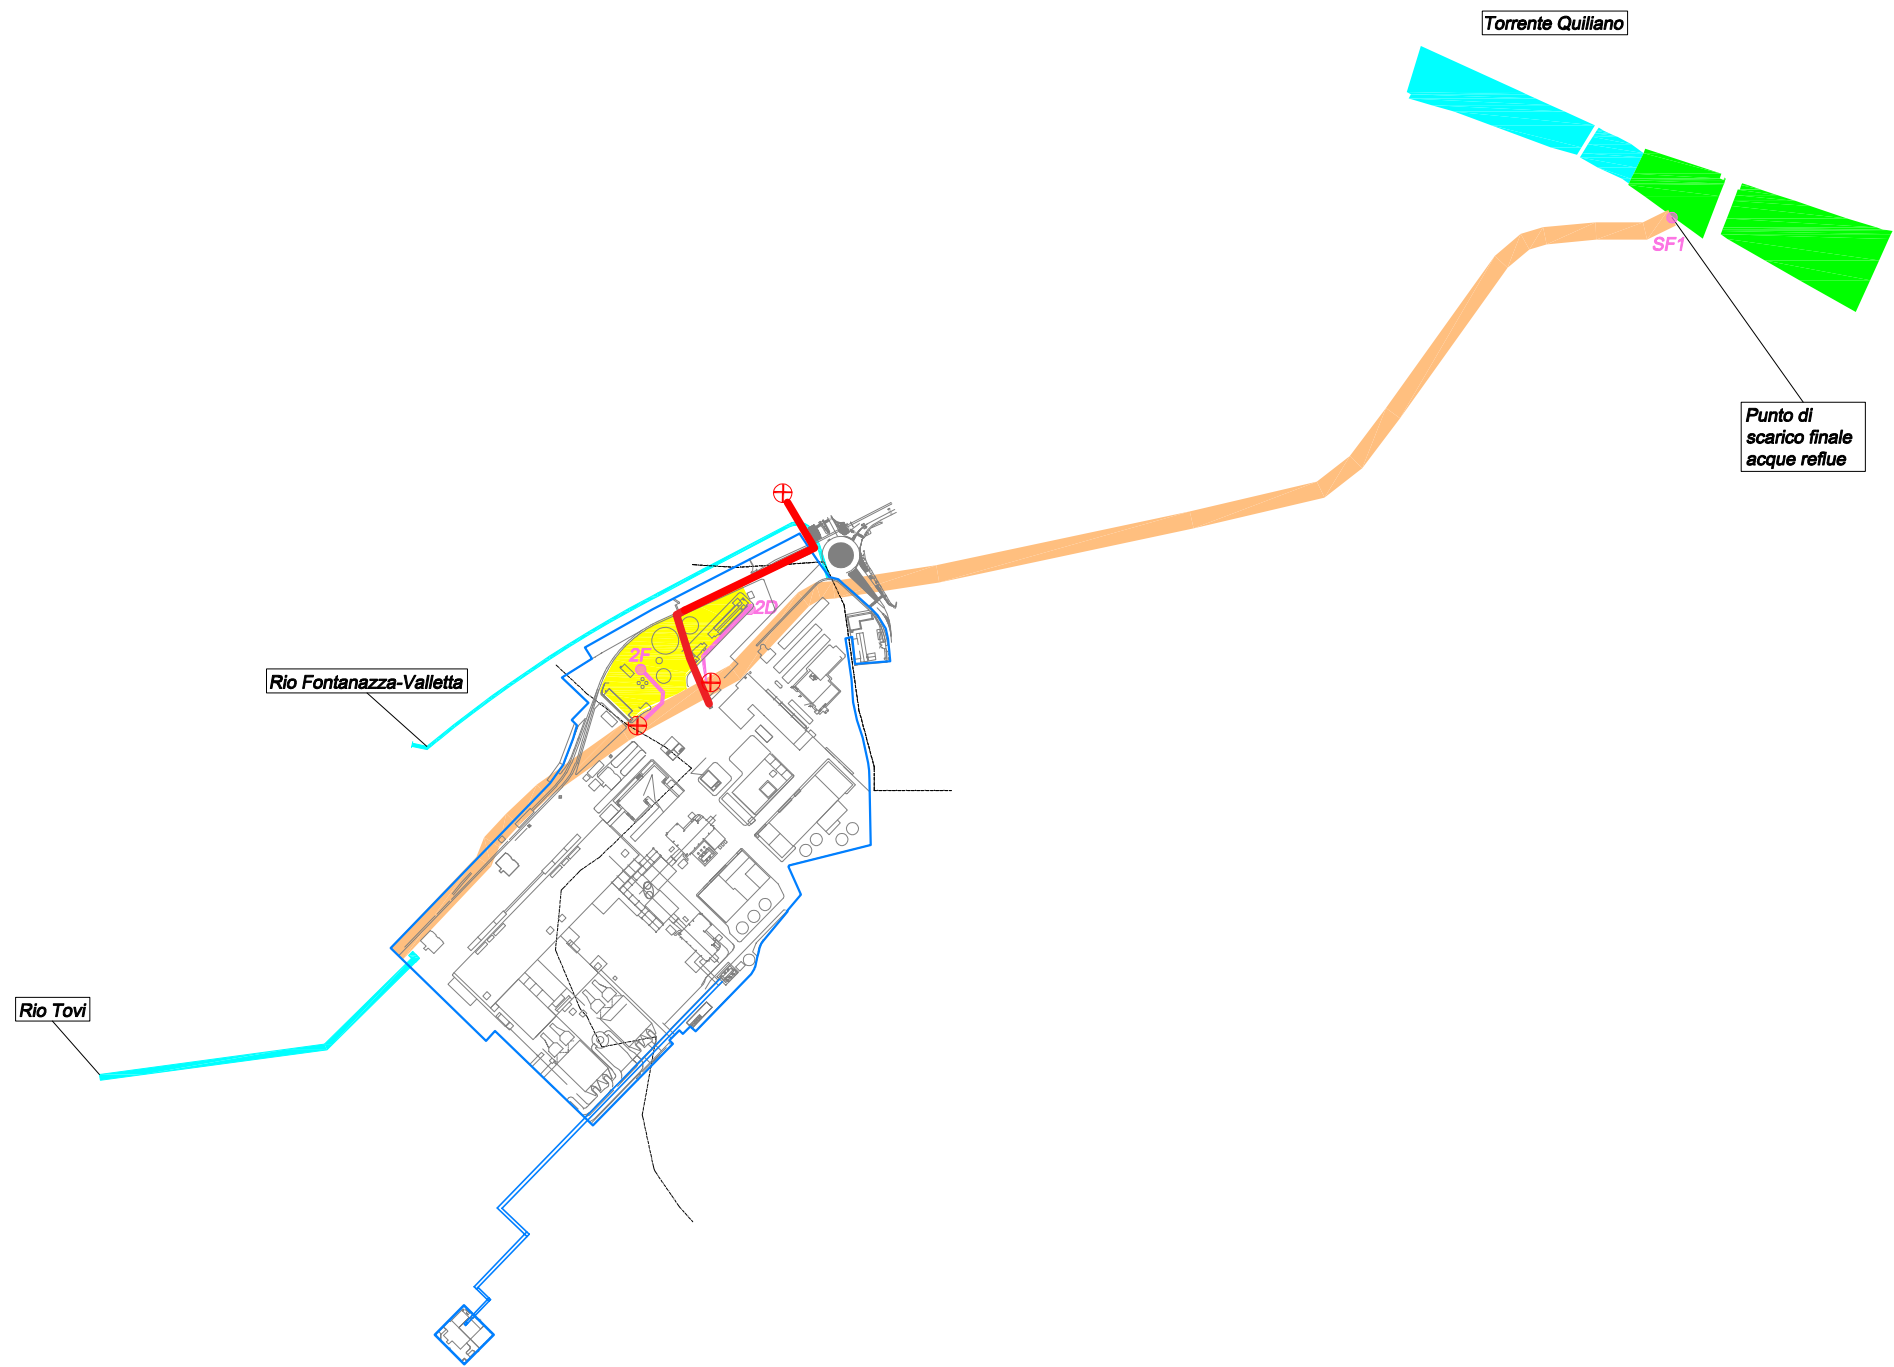 Torrente Quiliano
SF1
Punto di
scarico finale
acque reflue
2D
2F
Rio Fontanazza-Valletta
Rio Tovi